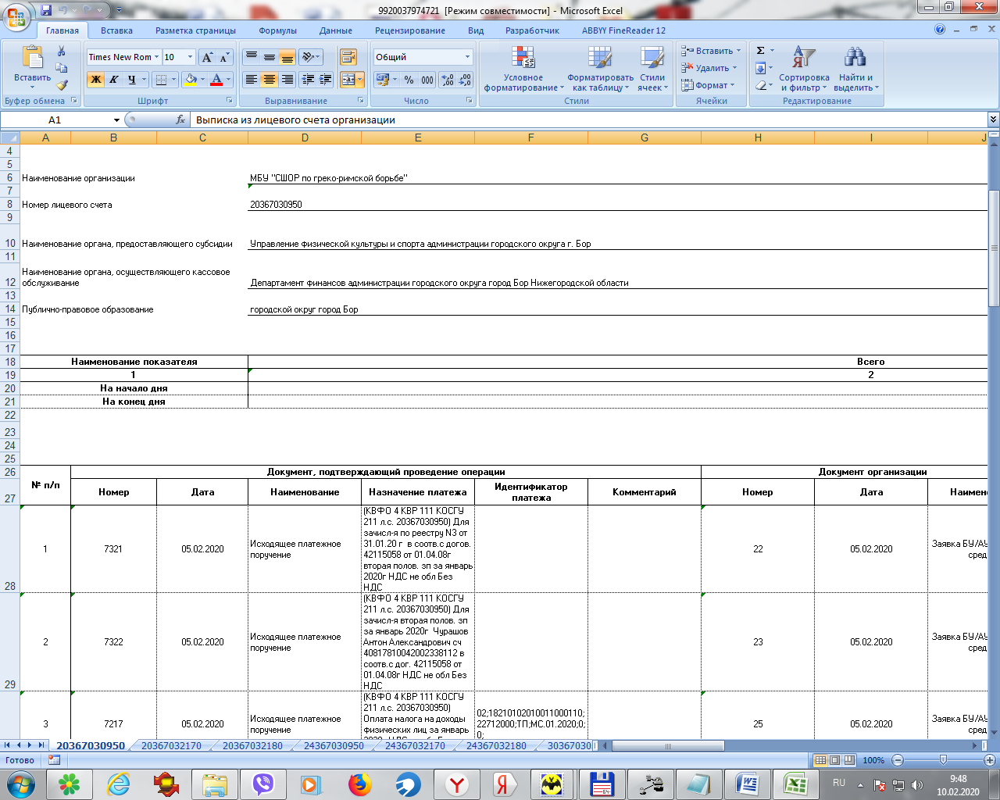 9920037974721 [Режим совместимости] - Microsoft Excel
Главная Вставка Разметка страницы Формулы Данные Рецензирование Вид Разработчик ABBYY FineReader 12
Вставить
Буфер обмена
Times New Rom 10
Ж К Ч
Шрифт
Выравнивание
Общий
% 000
Число
Условное форматирование
Форматировать как таблицу
Стили ячеек
Стили
Вставить
Удалить
Формат
Ячейки
Сортировка и фильтр
Найти и выделить
Редактирование
A1 fx Выписка из лицевого счета организации
A B C D E F G H I J
4
5
6 Наименование организации МБУ "СШОР по греко-римской борьбе"
7
8 Номер лицевого счета 20367030950
9
10 Наименование органа, предоставляющего субсидии Управление физической культуры и спорта администрации городского округа г. Бор
11
Наименование органа, осуществляющего кассовое
12 обслуживание Департамент финансов администрации городского округа город Бор Нижегородской области
13
14 Публично-правовое образование городской округ город Бор
15
16
17
18 Наименование показателя Всего
19 1 2
20 На начало дня
21 На конец дня
22
23
24
25
26 Документ, подтверждающий проведение операции Документ организации
27 № п/п Номер Дата Наименование Назначение платежа Идентификатор платежа Комментарий Номер Дата Наимен
28 1 7321 05.02.2020 Исходящее платежное поручение
(КВФО 4 КВР 111 КОСГУ
211 л.с. 20367030950) Для
зачисл-я по реестру N3 от
31.01.20 г в соотв.с догов.
42115058 от 01.04.08г
вторая полов. зп за январь
2020г НДС не обл Без
НДС
22 05.02.2020 Заявка БУ/АУ
сред
29 2 7322 05.02.2020 Исходящее платежное поручение
(КВФО 4 КВР 111 КОСГУ
211 л.с. 20367030950) Для
зачисл-я вторая полов. зп
за январь 2020г Чурашов
Антон Александрович сч
40817810042002338112 в
соотв.с дог. 42115058 от
01.04.08г НДС не обл Без
НДС
23 05.02.2020 Заявка БУ/АУ
сред
3 7217 05.02.2020 Исходящее платежное поручение
(КВФО 4 КВР 111 КОСГУ
211 л.с. 20367030950)
Оплата налога на доходы
физических лиц за январь
02;18210102010011000110;
22712000;ТП;МС.01.2020;0;
0;
25 05.02.2020 Заявка БУ/АУ
сред
20367030950 20367032170 20367032180 24367030950 24367032170 24367032180 30367030
Готово 100%
RU 9:48
10.02.2020